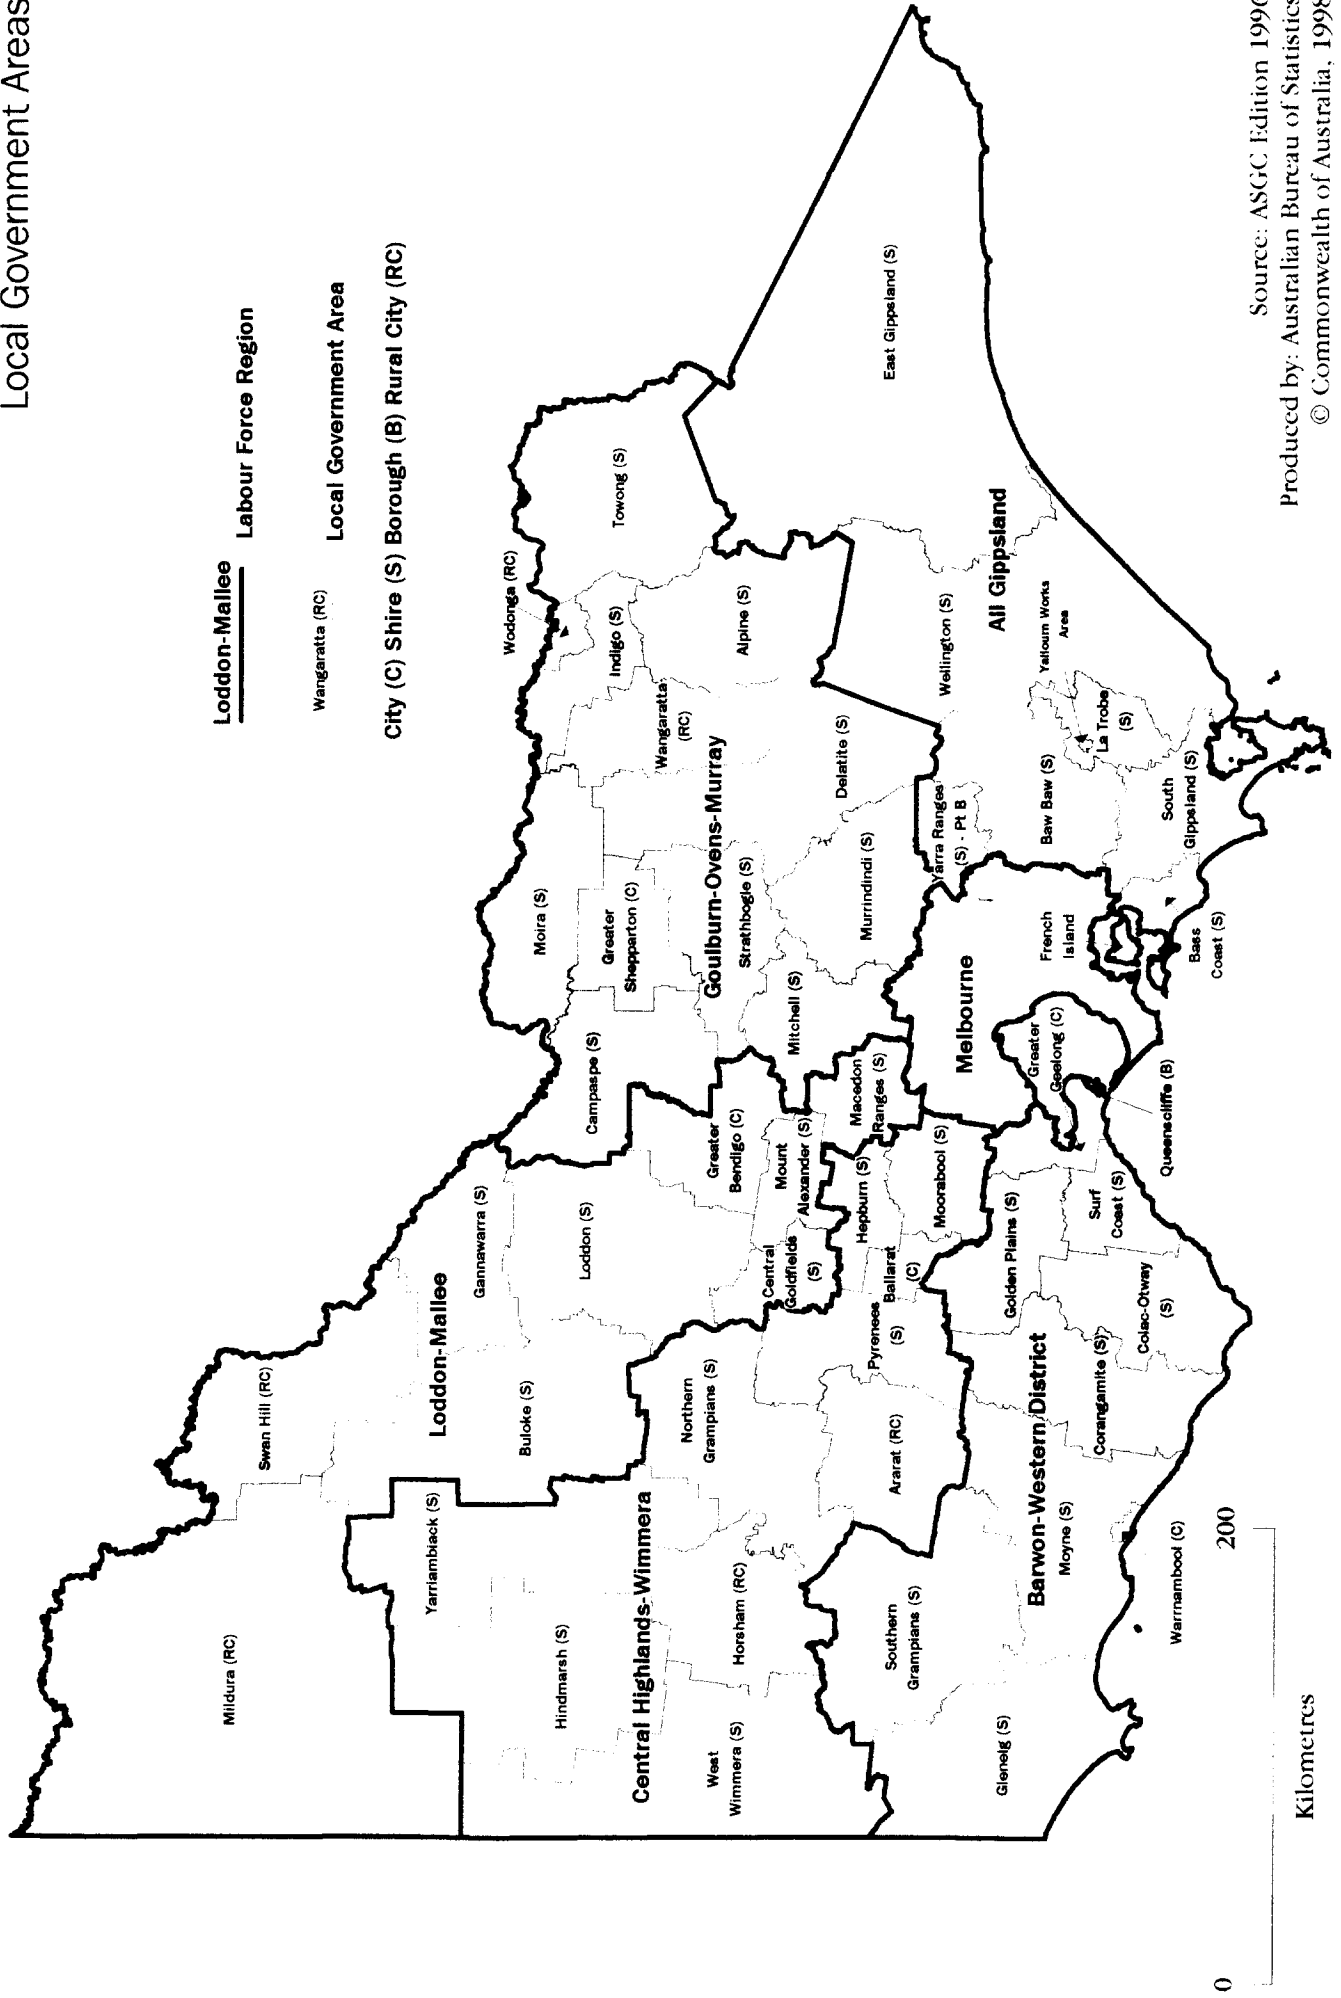 Local Government Areas
Loddon-Mallee
Labour Force Region
Wangaratta (RC)
Local Government Area
City (C) Shire (S) Borough (B) Rural City (RC)
Mildura (RC)
Swan Hill (RC)
Loddon-Mallee
Gannawarra (S)
Buloke (S)
Loddon (S)
Yarriambiack (S)
Hindmarsh (S)
Central Highlands-Wimmera
West
Wimmera (S)
Horsham (RC)
Northern
Grampians (S)
Central
Goldfields
(S)
Mount
Alexander (S)
Greater
Bendigo (C)
Campaspe (S)
Moira (S)
Greater
Shepparton (C)
Goulburn-Ovens-Murray
Strathbogie (S)
Mitchell (S)
Macedon
Ranges (S)
Murrindindi (S)
Delatite (S)
Wangaratta
(RC)
Indigo (S)
Wodonga (RC)
Towong (S)
Alpine (S)
East Gippsland (S)
All Gippsland
Wellington (S)
Yallourn Works
Area
La Trobe
(S)
Baw Baw (S)
Yarra Ranges
(S) - Pt B
South
Gippsland (S)
Bass
Coast (S)
French
Island
Melbourne
Greater
Geelong (C)
Queenscliffe (B)
Moorabool (S)
Hepburn (S)
Ballarat
(C)
Pyrenees
(S)
Ararat (RC)
Golden Plains (S)
Surf
Coast (S)
Colac-Otway
(S)
Corangamite (S)
Barwon-Western District
Moyne (S)
Warrnambool (C)
Southern
Grampians (S)
Glenelg (S)
0
200
Kilometres
Source: ASGC Edition 1996
Produced by: Australian Bureau of Statistics
© Commonwealth of Australia, 1998